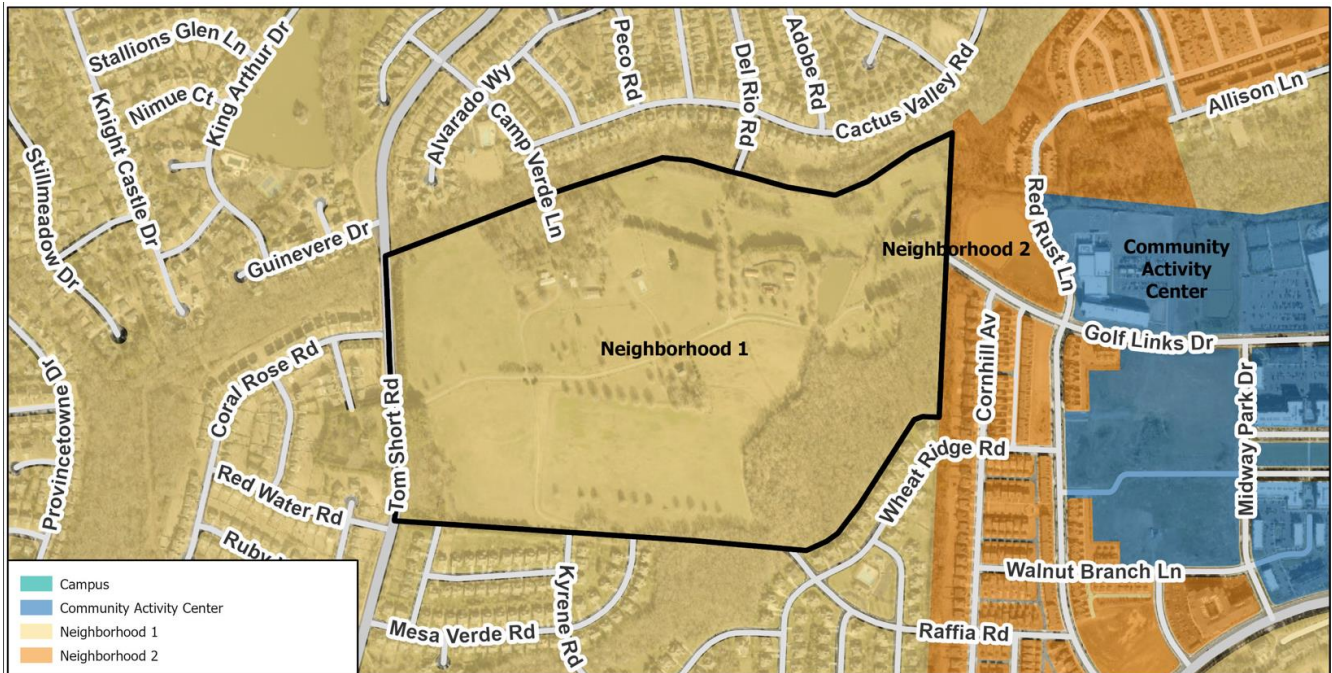 Stallions Glen Ln
Nimue Ct
King Arthur Dr
Knight Castle Dr
Stillmeadow Dr
Guinevere Dr
Provincetowne Dr
Alvarado Wy
Camp Verde Ln
Peco Rd
Del Rio Rd
Adobe Rd
Cactus Valley Rd
Allison Ln
Red Rust Ln
Neighborhood 2
Community
Activity
Center
Neighborhood 1
Golf Links Dr
Cornhill Av
Midway Park Dr
Coral Rose Rd
Tom Short Rd
Red Water Rd
Wheat Ridge Rd
Walnut Branch Ln
Kyrene Rd
Mesa Verde Rd
Raffia Rd
Ruby
Campus
Community Activity Center
Neighborhood 1
Neighborhood 2